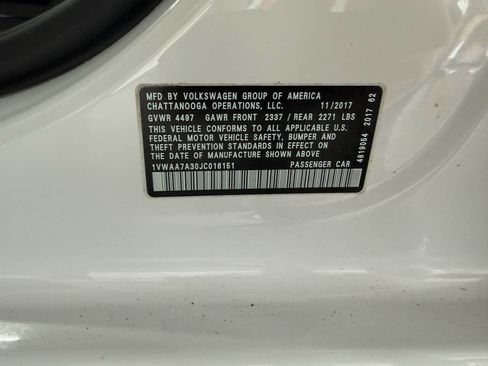 MFD BY VOLKSWAGEN GROUP OF AMERICA
CHATTANOOGA OPERATIONS, LLC. 11/2017
GVWR 4497 GAWR FRONT 2337 / REAR 2271 LBS
THIS VEHICLE CONFORMS TO ALL APPLICABLE U.S.
FEDERAL MOTOR VEHICLE SAFETY, BUMPER AND
THEFT PREVENTION STANDARDS IN EFFECT ON
THE DATE OF MANUFACTURE SHOWN ABOVE.
1VWAA7A30JC016151 PASSENGER CAR
4819054 2017 62